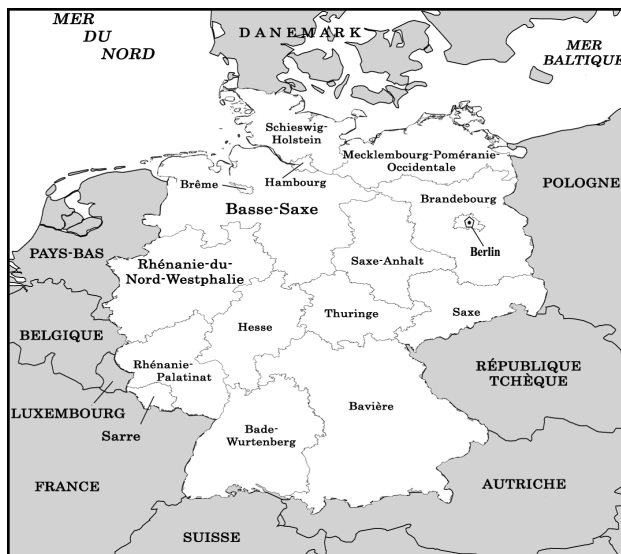 MER
DU
NORD
DANEMARK
MER
BALTIQUE
Schieswig-
Holstein
Mecklembourg-Poméranie-
Occidentale
Hambourg
Brême
POLOGNE
Brandebourg
Basse-Saxe
Berlin
PAYS-BAS
Rhénanie-du-
Nord-Westphalie
Saxe-Anhalt
Saxe
Thuringe
Hesse
BELGIQUE
Rhénanie-
Palatinat
RÉPUBLIQUE
TCHÈQUE
LUXEMBOURG
Sarre
Bavière
Bade-
Wurtenberg
FRANCE
AUTRICHE
SUISSE